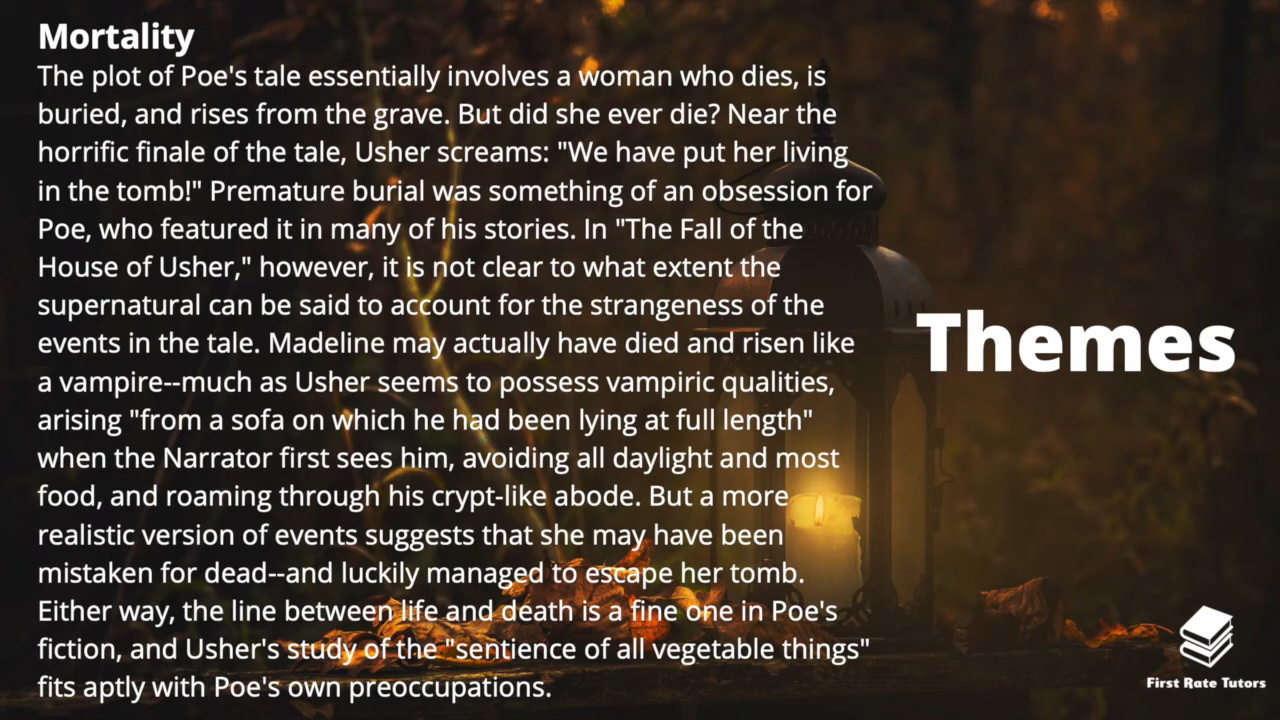 Mortality
The plot of Poe's tale essentially involves a woman who dies, is
buried, and rises from the grave. But did she ever die? Near the
horrific finale of the tale, Usher screams: "We have put her living
in the tomb!" Premature burial was something of an obsession for
Poe, who featured it in many of his stories. In "The Fall of the
House of Usher," however, it is not clear to what extent the
supernatural can be said to account for the strangeness of the
events in the tale. Madeline may actually have died and risen like
a vampire--much as Usher seems to possess vampiric qualities,
arising "from a sofa on which he had been lying at full length"
when the Narrator first sees him, avoiding all daylight and most
food, and roaming through his crypt-like abode. But a more
realistic version of events suggests that she may have been
mistaken for dead--and luckily managed to escape her tomb.
Either way, the line between life and death is a fine one in Poe's
fiction, and Usher's study of the "sentience of all vegetable things"
fits aptly with Poe's own preoccupations.
Themes
First Rate Tutors